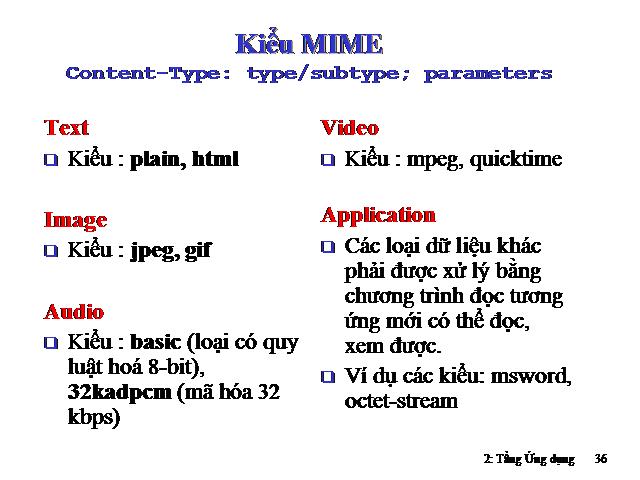 Kiểu MIME
Content-Type: type/subtype; parameters
Text
❑ Kiểu : plain, html
Image
❑ Kiểu : jpeg, gif
Audio
❑ Kiểu : basic (loại có quy
luật hoá 8-bit),
32kadpcm (mã hóa 32
kbps)
Video
❑ Kiểu : mpeg, quicktime
Application
❑ Các loại dữ liệu khác
phải được xử lý bằng
chương trình đọc tương
ứng mới có thể đọc,
xem được.
❑ Ví dụ các kiểu: msword,
octet-stream
2: Tầng Ứng dụng 36